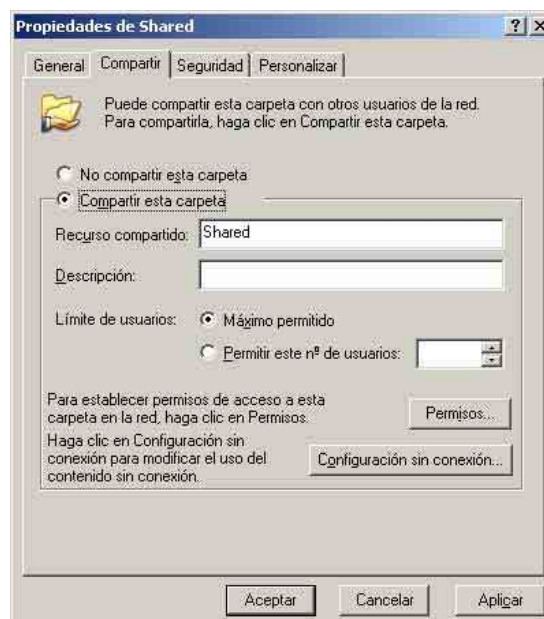 Propiedades de Shared
General Compartir Seguridad Personalizar
Puede compartir esta carpeta con otros usuarios de la red.
Para compartirla, haga clic en Compartir esta carpeta.
No compartir esta carpeta
Compartir esta carpeta
Recurso compartido: Shared
Descripción:
Límite de usuarios: Máximo permitido
Permitir este nº de usuarios:
Para establecer permisos de acceso a esta
carpeta en la red, haga clic en Permisos.
Permisos...
Haga clic en Configuración sin
conexión para modificar el uso del
contenido sin conexión.
Configuración sin conexión...
Aceptar Cancelar Aplicar